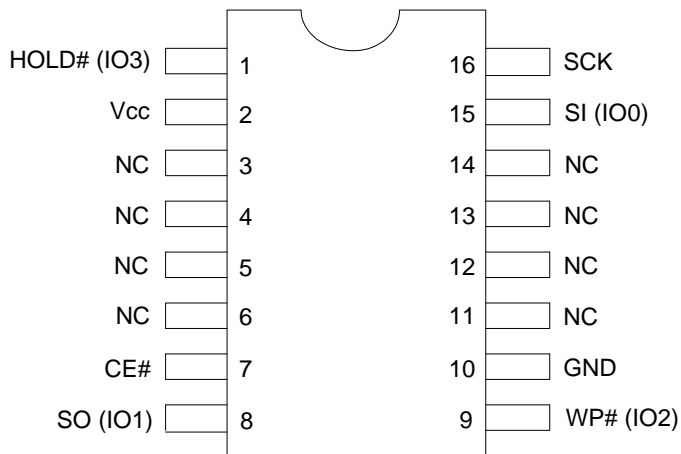 HOLD# (IO3) 1 16 SCK
Vcc 2 15 SI (IO0)
NC 3 14 NC
NC 4 13 NC
NC 5 12 NC
NC 6 11 NC
CE# 7 10 GND
SO (IO1) 8 9 WP# (IO2)